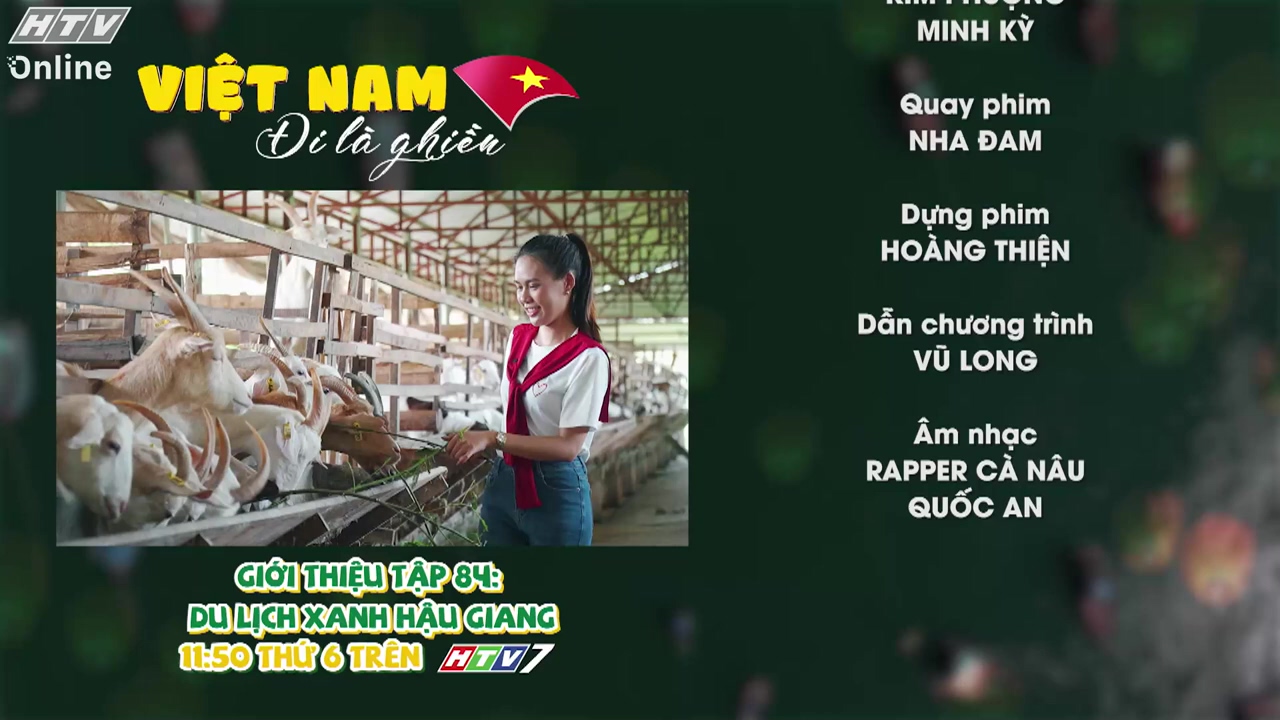 HTV
Online
VIỆT NAM
Đi là ghiền
GIỚI THIỆU TẬP 84:
DU LỊCH XANH HẬU GIANG
11:50 THỨ 6 TRÊN HTV7
KIM PHƯỢNG
MINH KỲ
Quay phim
NHA ĐAM
Dựng phim
HOÀNG THIỆN
Dẫn chương trình
VŨ LONG
Âm nhạc
RAPPER CÀ NÂU
QUỐC AN